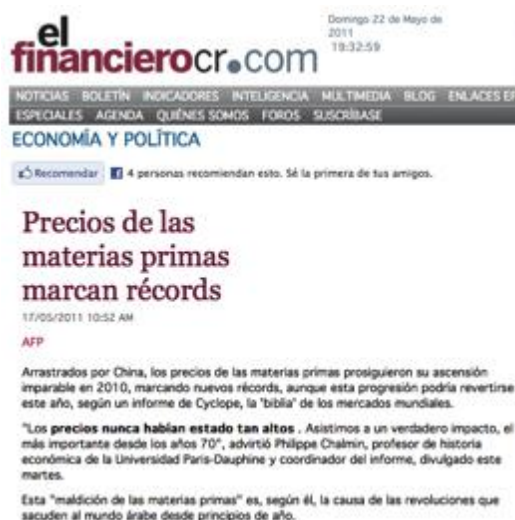 el
financierocr.com
Domingo 22 de Mayo de
2011
19:32:59
NOTICIAS BOLETÍN INDICADORES INTELIGENCIA MULTIMEDIA BLOG ENLACES EF
ESPECIALES AGENDA QUIÉNES SOMOS FOROS SUSCRÍBASE
ECONOMÍA Y POLÍTICA
Recomendar 4 personas recomiendan esto. Sé la primera de tus amigos.
Precios de las
materias primas
marcan récords
17/05/2011 10:52 AM
AFP
Arrastrados por China, los precios de las materias primas prosiguieron su ascensión
imparable en 2010, marcando nuevos récords, aunque esta progresión podría revertirse
este año, según un informe de Cyclope, la 'biblia' de los mercados mundiales.
"Los precios nunca habían estado tan altos . Asistimos a un verdadero impacto, el
más importante desde los años 70", advirtió Philippe Chalmin, profesor de historia
económica de la Universidad Paris-Dauphine y coordinador del informe, divulgado este
martes.
Esta "maldición de las materias primas" es, según él, la causa de las revoluciones que
sacuden al mundo árabe desde principios de año.